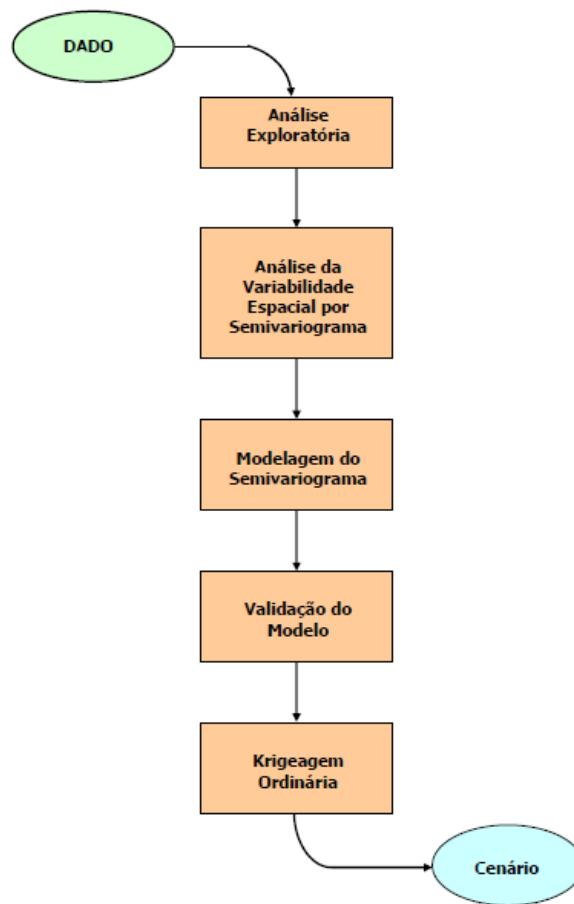 DADO
Análise
Exploratória
Análise da
Variabilidade
Espacial por
Semivariograma
Modelagem do
Semivariograma
Validação do
Modelo
Krigeagem
Ordinária
Cenário